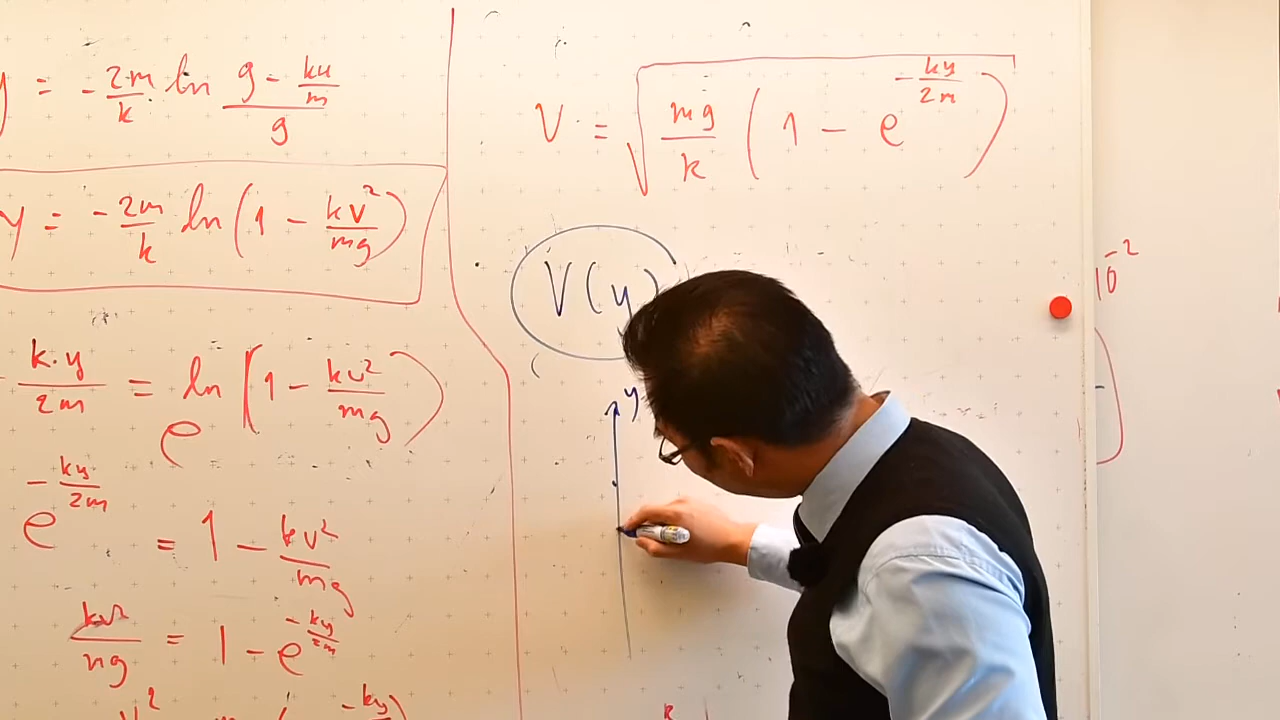 y = - 2m/k ln (g - ku/m)/g
y = - 2m/k ln (1 - kv²/mg)
- k·y/2m = ln (1 - kv²/mg)
e
e^(-ky/2m) = 1 - kv²/mg
kv²/mg = 1 - e^(-ky/2m)
V = √(mg/k (1 - e^(-ky/2m)))
V(y)
y
10⁻²